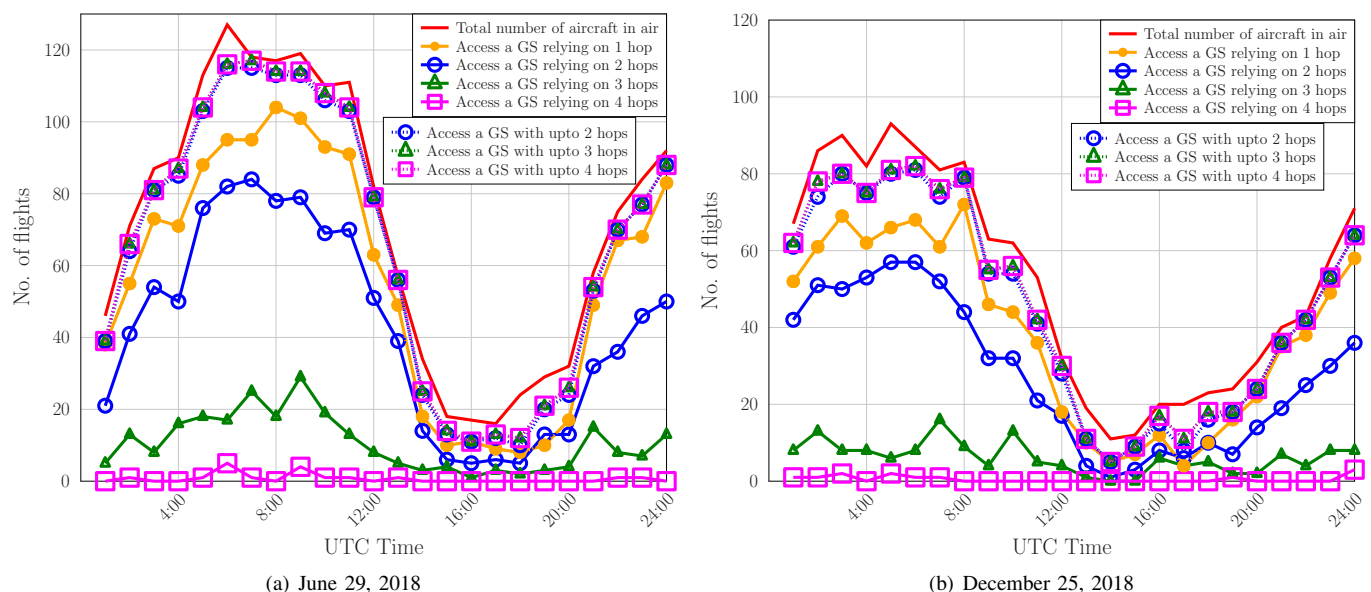 Total number of aircraft in air
Access a GS relying on 1 hop
Access a GS relying on 2 hops
Access a GS relying on 3 hops
Access a GS relying on 4 hops
Access a GS with upto 2 hops
Access a GS with upto 3 hops
Access a GS with upto 4 hops
No. of flights
120
100
80
60
40
20
0
4:00
8:00
12:00
16:00
20:00
24:00
UTC Time
(a) June 29, 2018
Total number of aircraft in air
Access a GS relying on 1 hop
Access a GS relying on 2 hops
Access a GS relying on 3 hops
Access a GS relying on 4 hops
Access a GS with upto 2 hops
Access a GS with upto 3 hops
Access a GS with upto 4 hops
No. of flights
120
100
80
60
40
20
0
4:00
8:00
12:00
16:00
20:00
24:00
UTC Time
(b) December 25, 2018